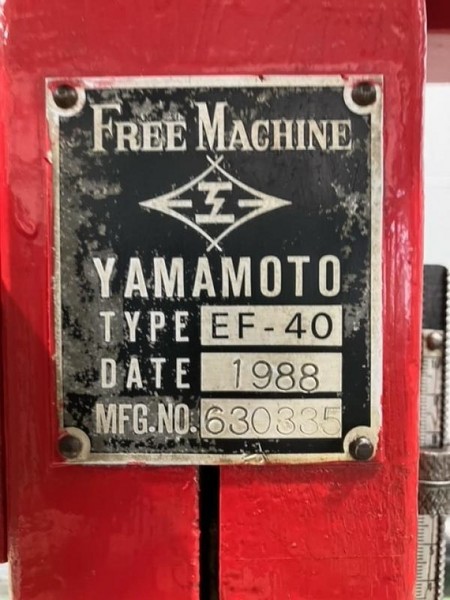 FREE MACHINE
YAMAMOTO
TYPE EF-40
DATE 1988
MFG.NO. 630335